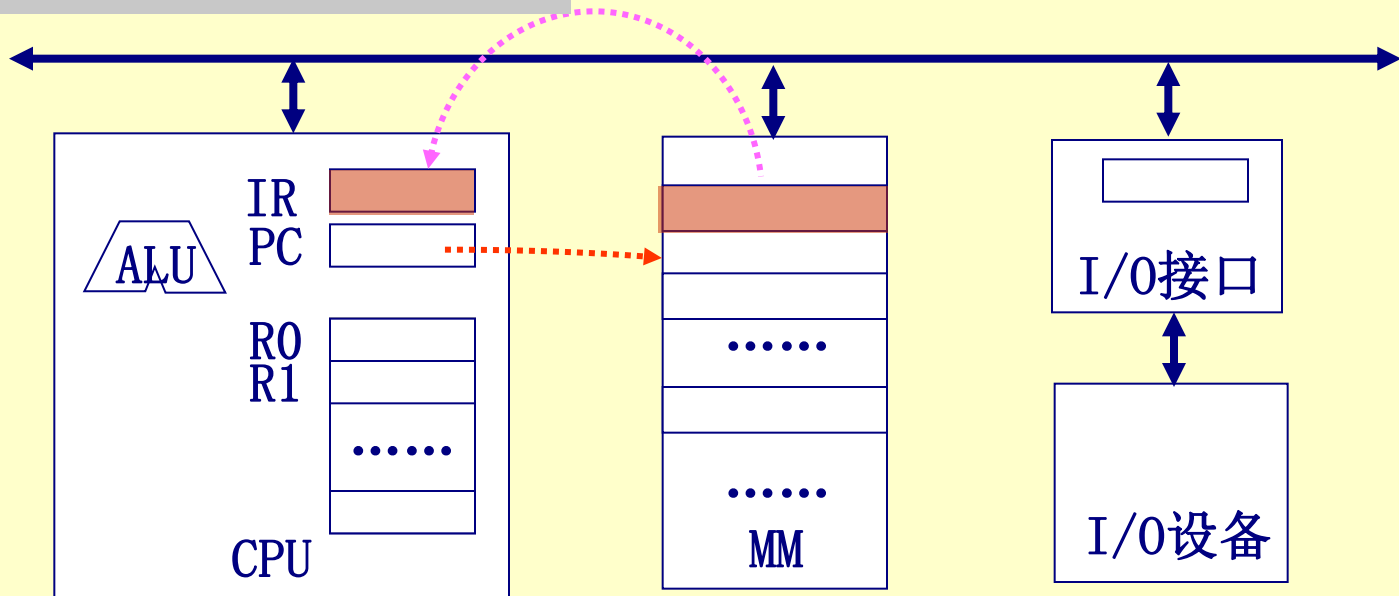 IR
PC
ALU
R0
R1
……
CPU
……
……
MM
I/O接口
I/O设备